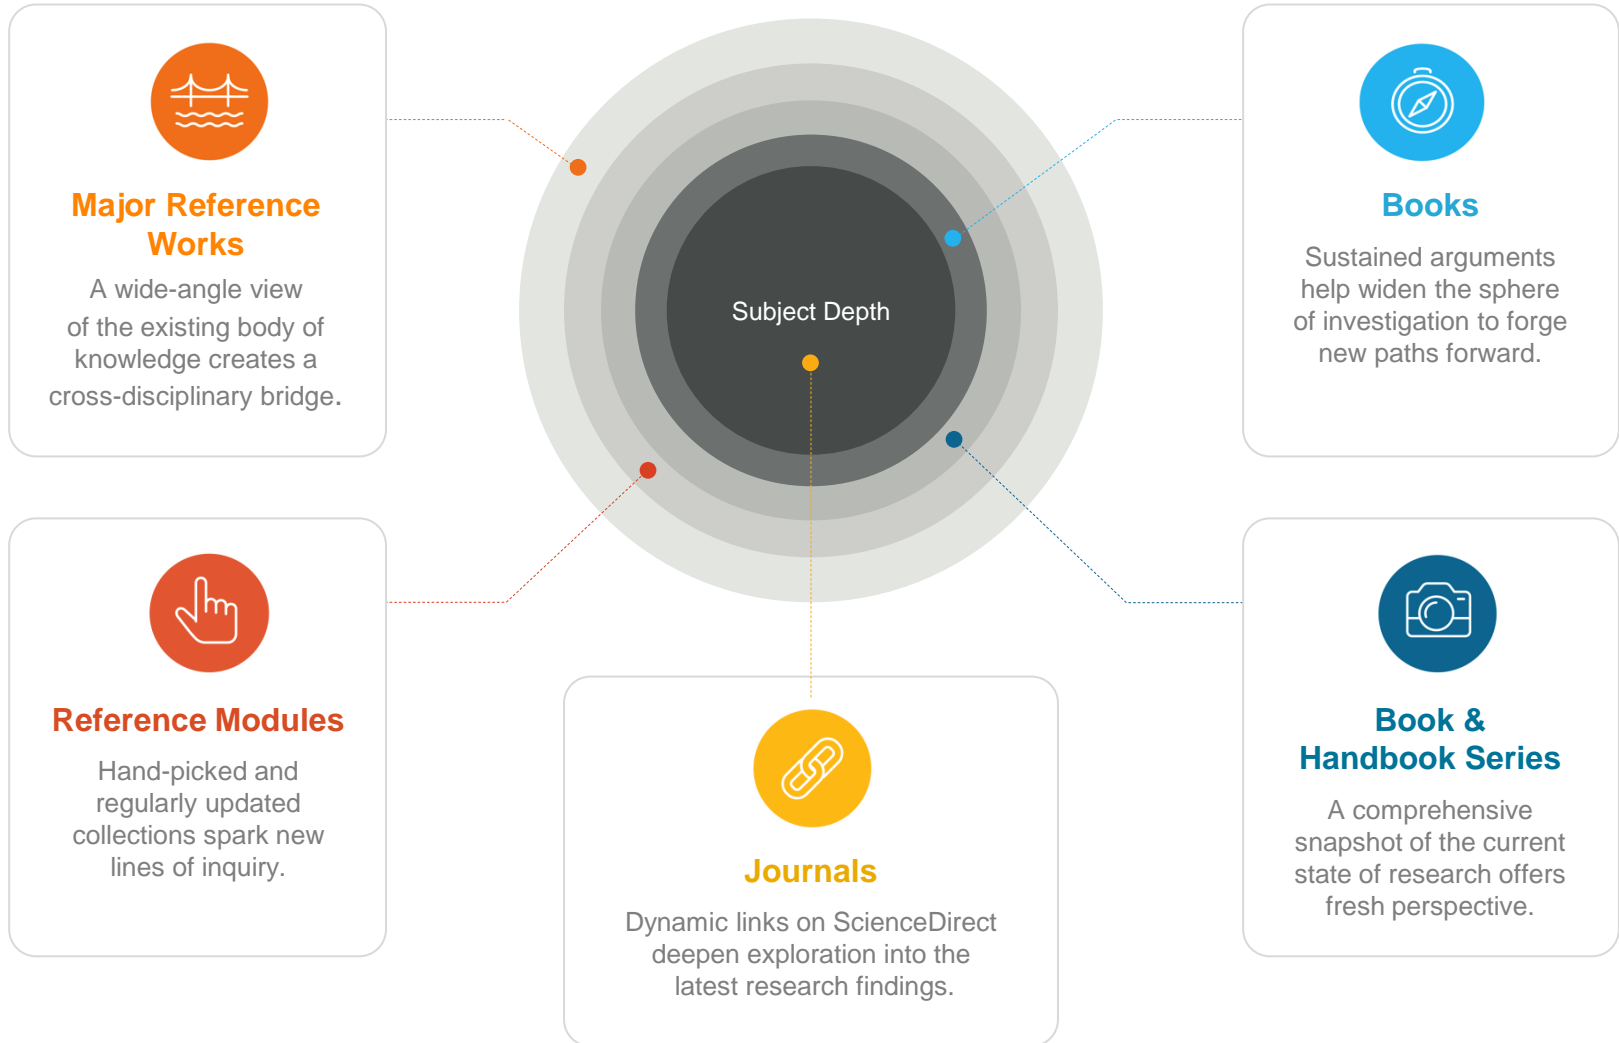 Major Reference
Works
A wide-angle view
of the existing body of
knowledge creates a
cross-disciplinary bridge.
Subject Depth
Books
Sustained arguments
help widen the sphere
of investigation to forge
new paths forward.
Reference Modules
Hand-picked and
regularly updated
collections spark new
lines of inquiry.
Journals
Dynamic links on ScienceDirect
deepen exploration into the
latest research findings.
Book &
Handbook Series
A comprehensive
snapshot of the current
state of research offers
fresh perspective.